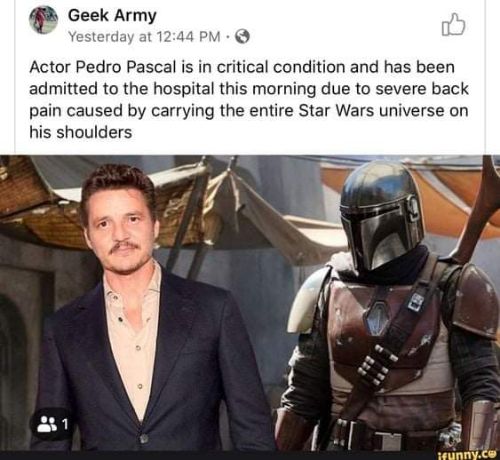 Geek Army
Yesterday at 12:44 PM ·
Actor Pedro Pascal is in critical condition and has been
admitted to the hospital this morning due to severe back
pain caused by carrying the entire Star Wars universe on
his shoulders
1
ifunny.co